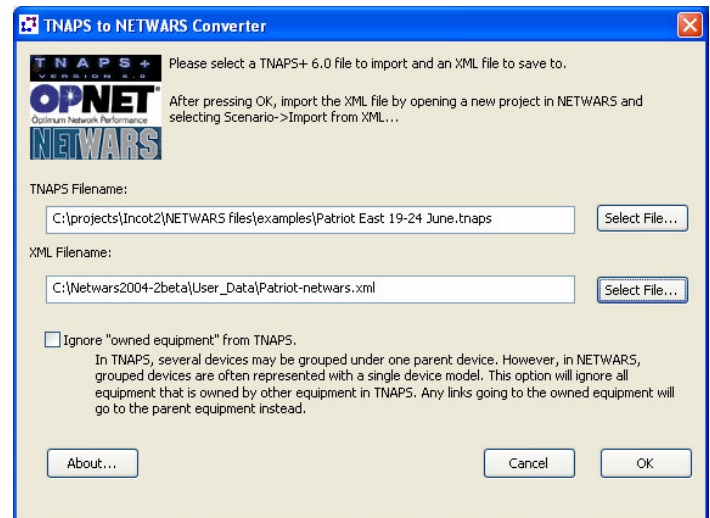 TNAPS to NETWARS Converter
TNAPS+
VERSION 6.0
Please select a TNAPS+ 6.0 file to import and an XML file to save to.
OPNET®
Optimum Network Performance
NETWARS
After pressing OK, import the XML file by opening a new project in NETWARS and
selecting Scenario->Import from XML...
TNAPS Filename:
C:\projects\Incot2\NETWARS files\examples\Patriot East 19-24 June.tnaps
Select File...
XML Filename:
C:\Netwars2004-2beta\User_Data\Patriot-netwars.xml
Select File...
Ignore "owned equipment" from TNAPS.
In TNAPS, several devices may be grouped under one parent device. However, in NETWARS,
grouped devices are often represented with a single device model. This option will ignore all
equipment that is owned by other equipment in TNAPS. Any links going to the owned equipment will
go to the parent equipment instead.
About...
Cancel
OK